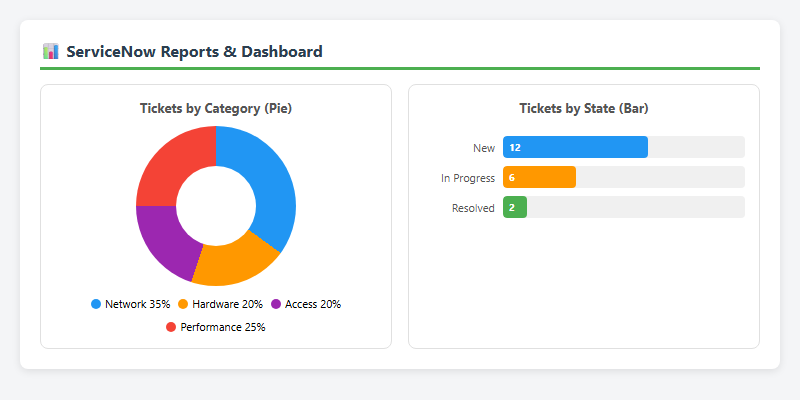 ServiceNow Reports & Dashboard
Tickets by Category (Pie)
Network 35% Hardware 20% Access 20%
Performance 25%
Tickets by State (Bar)
New 12
In Progress 6
Resolved 2